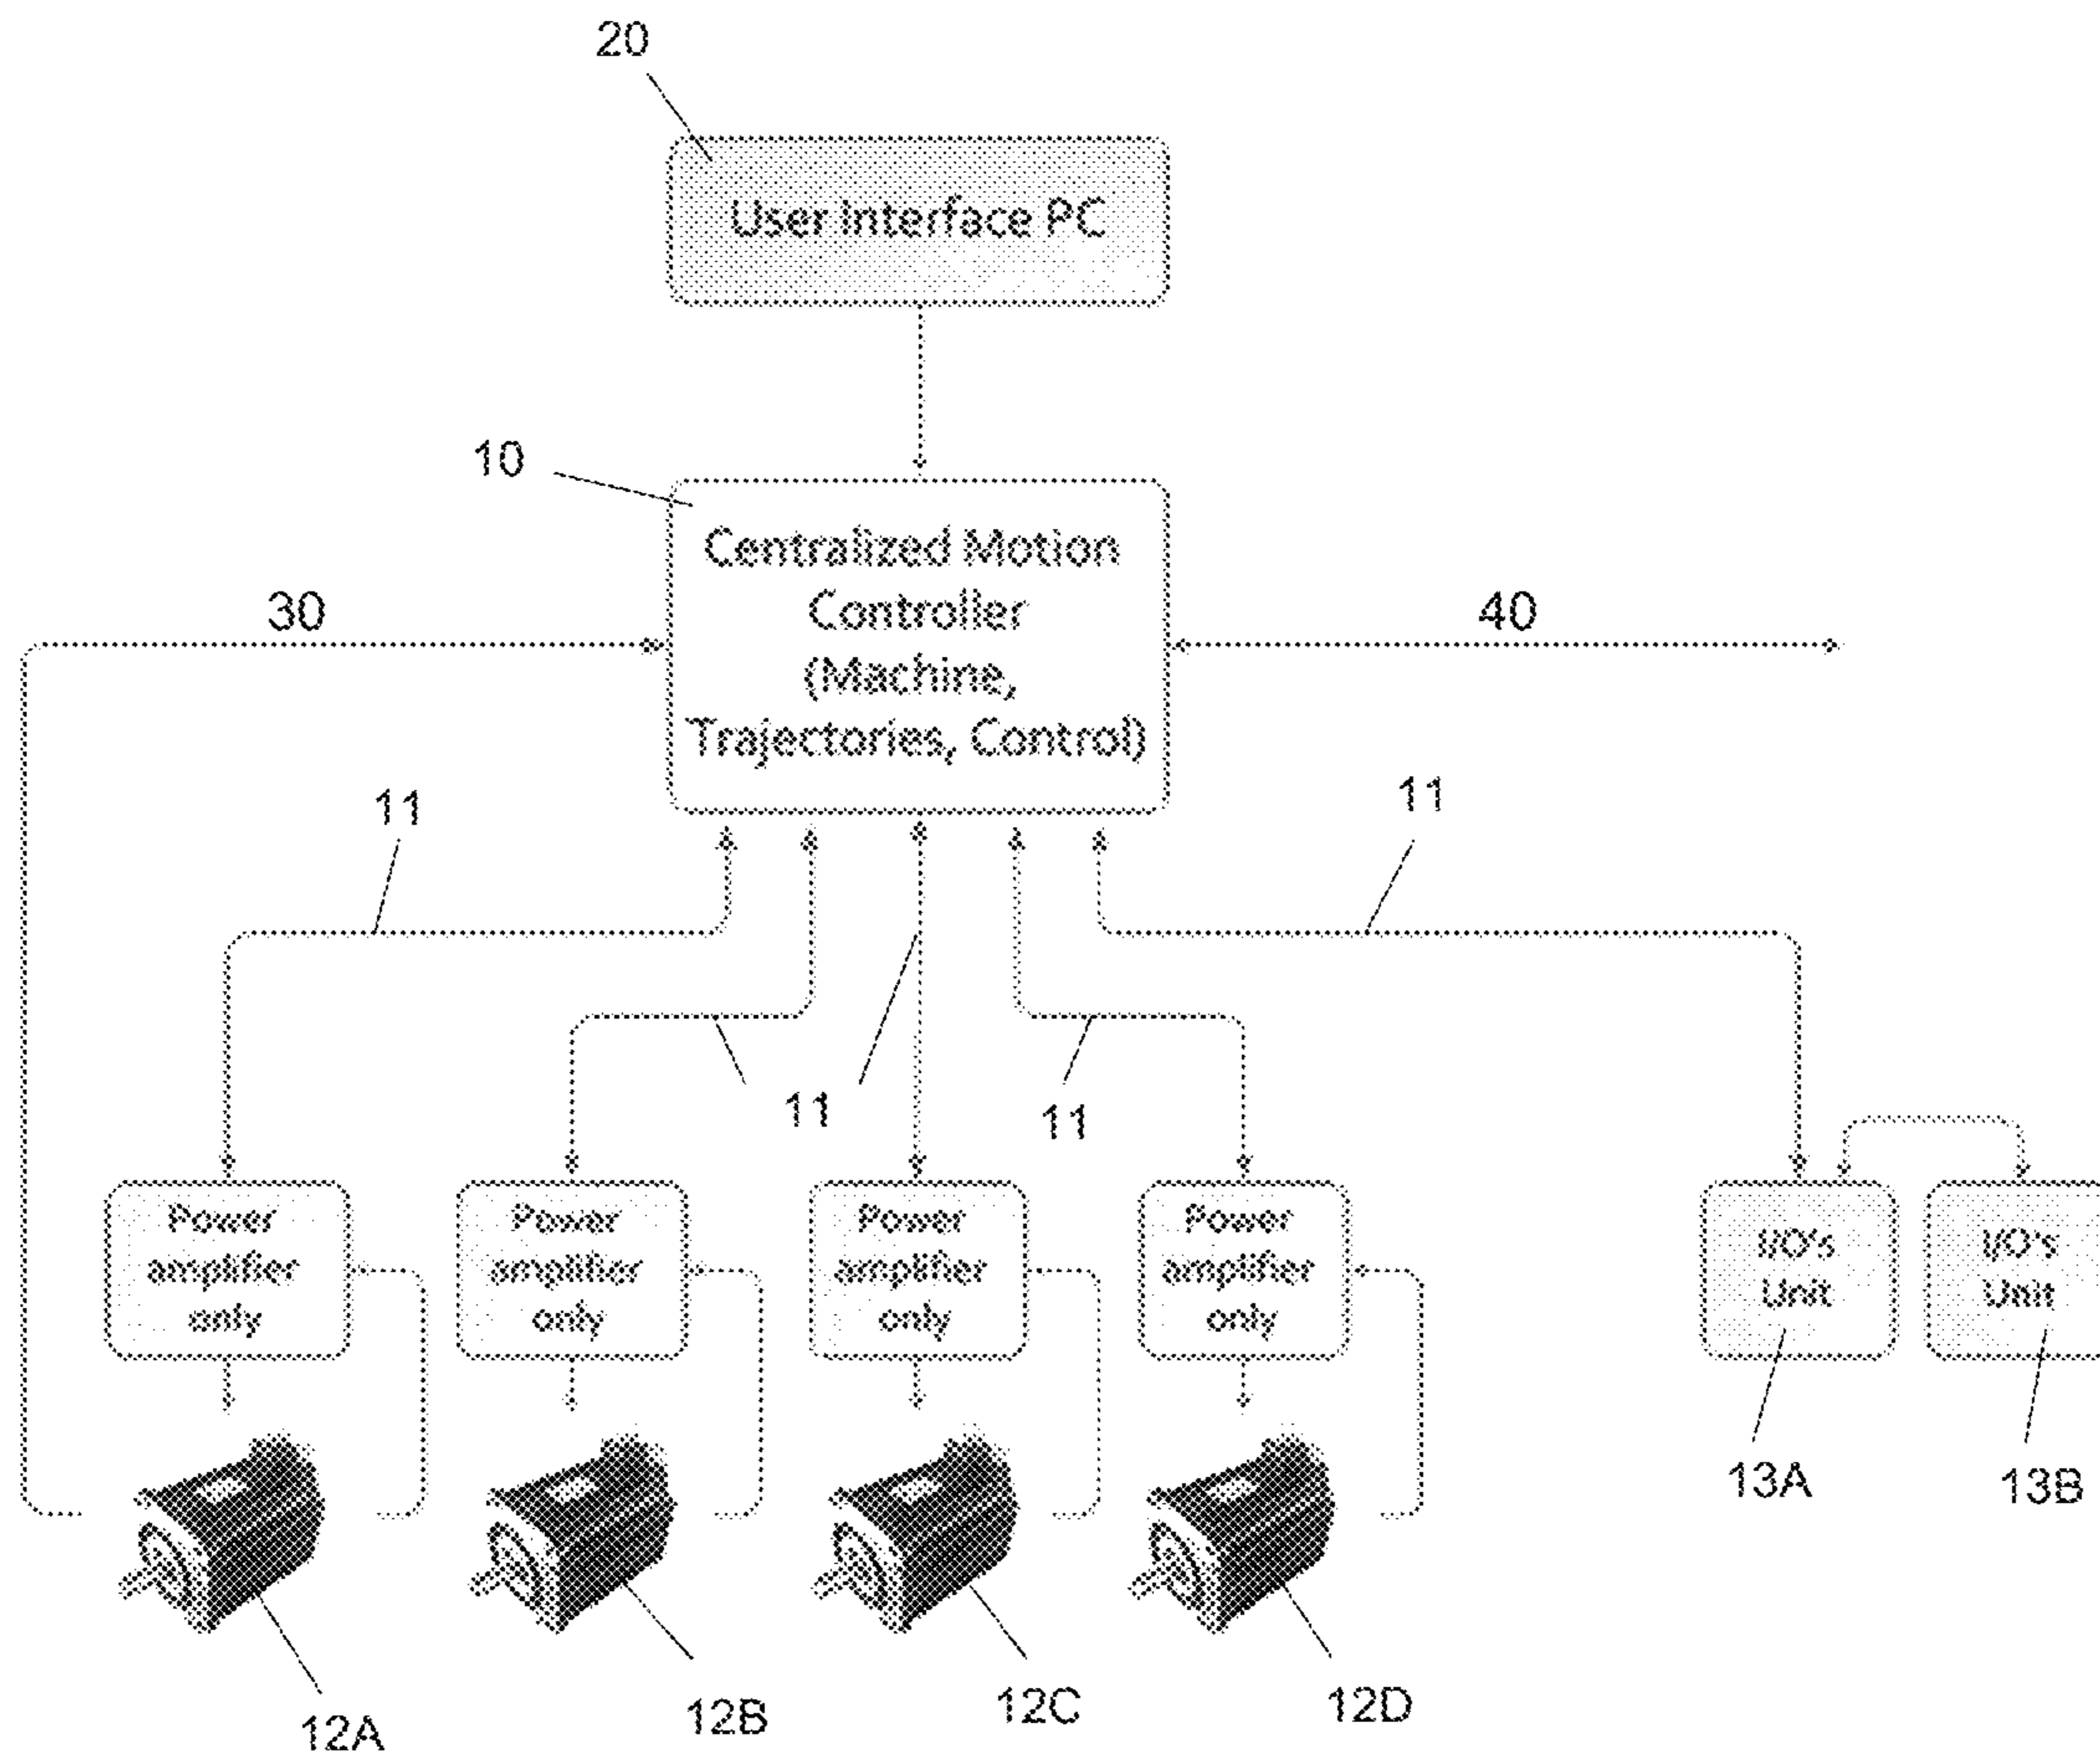 20
User Interface PC
10
Centralized Motion
Controller
(Machine,
Trajectories, Control)
30
40
11
11
11
11
Power
amplifier
only
Power
amplifier
only
Power
amplifier
only
Power
amplifier
only
I/O's
Unit
I/O's
Unit
13A
13B
12A
12B
12C
12D